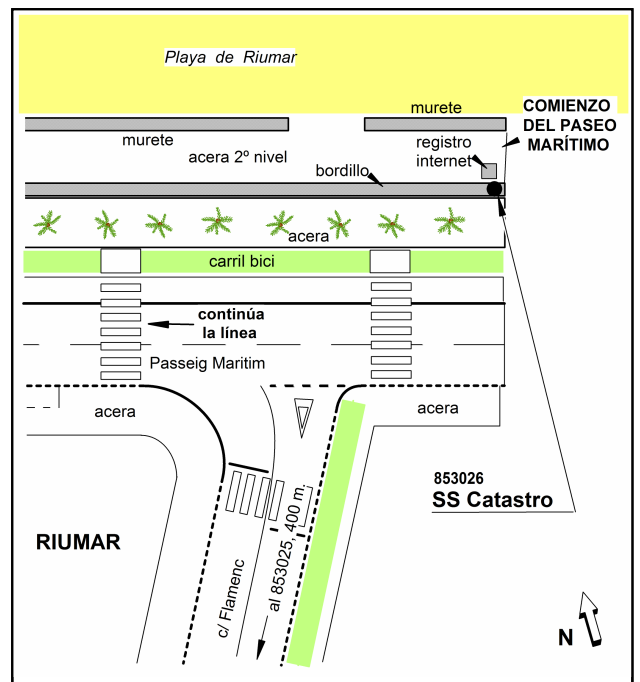 Playa de Riumar
murete
COMIENZO
DEL PASEO
MARÍTIMO
murete
registro
internet
acera 2º nivel
bordillo
acera
carril bici
continúa
la línea
Passeig Maritim
acera
acera
853026
SS Catastro
RIUMAR
c/ Flamenc
al 853025, 400 m.
N